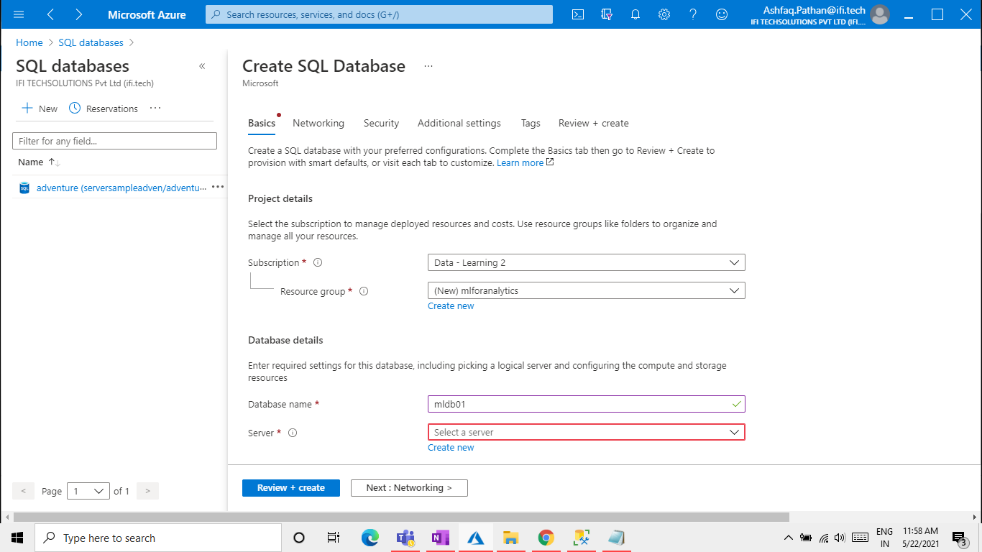 Microsoft Azure
Search resources, services, and docs (G+/)
Ashfaq.Pathan@ifi.tech
IFI TECHSOLUTIONS PVT LTD (IFI....
Home > SQL databases >
SQL databases
«
IFI TECHSOLUTIONS Pvt Ltd (ifi.tech)
+ New
Reservations
...
Filter for any field...
Name ↑↓
adventure (serversampleadven/adventu... ...
< Page 1 of 1 >
Create SQL Database ...
Microsoft
Basics
Networking
Security
Additional settings
Tags
Review + create
Create a SQL database with your preferred configurations. Complete the Basics tab then go to Review + Create to
provision with smart defaults, or visit each tab to customize. Learn more
Project details
Select the subscription to manage deployed resources and costs. Use resource groups like folders to organize and
manage all your resources.
Subscription *
Data - Learning 2
Resource group *
(New) mlforanalytics
Create new
Database details
Enter required settings for this database, including picking a logical server and configuring the compute and storage
resources
Database name *
mldb01
Server *
Select a server
Create new
Review + create
Next : Networking >
Type here to search
ENG
IN
11:58 AM
5/22/2021
3